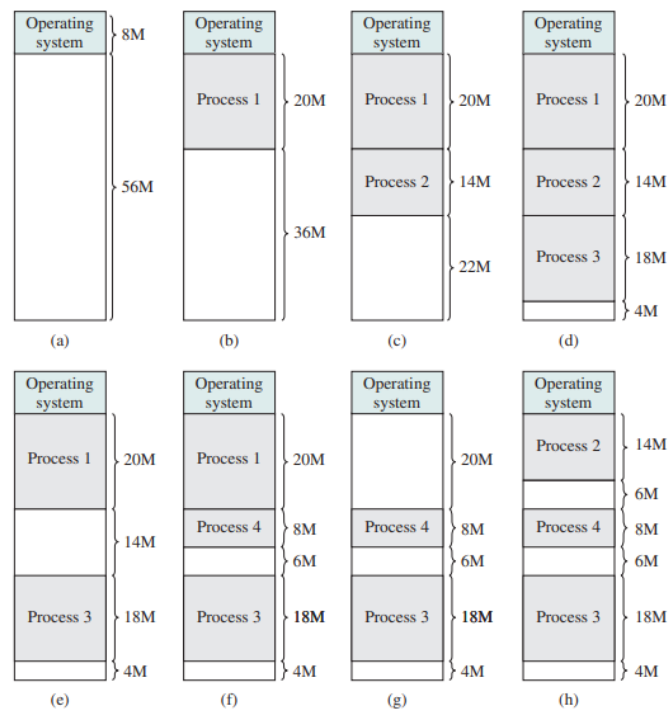 Operating
system
8M
56M
(a)
Operating
system
Process 1
20M
36M
(b)
Operating
system
Process 1
20M
Process 2
14M
22M
(c)
Operating
system
Process 1
20M
Process 2
14M
Process 3
18M
4M
(d)
Operating
system
Process 1
20M
14M
Process 3
18M
4M
(e)
Operating
system
Process 1
20M
Process 4
8M
6M
Process 3
18M
4M
(f)
Operating
system
20M
Process 4
8M
6M
Process 3
18M
4M
(g)
Operating
system
Process 2
14M
6M
Process 4
8M
6M
Process 3
18M
4M
(h)